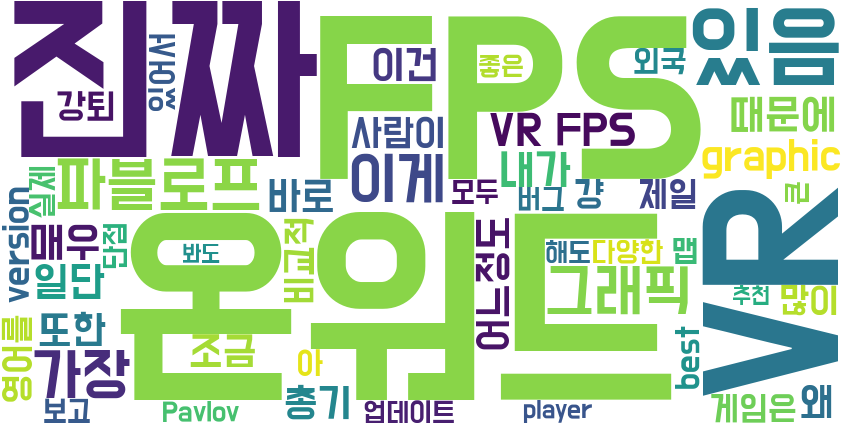 진짜
FPS
있음
있어서
이건
좋은
외국
강퇴
사람이
VR FPS
때문에
graphic
실제
파블로프
바로
이게
모두
내가
버그
걍
제일
큰
version
매우
단점
온워드
봐도
비교적
어느정도
해도
다양한
맵
VR
일단
그래픽
추천
많이
영어를
또한
조금
아
best
가장
보고
Pavlov
총기
업데이트
player
게임은
왜